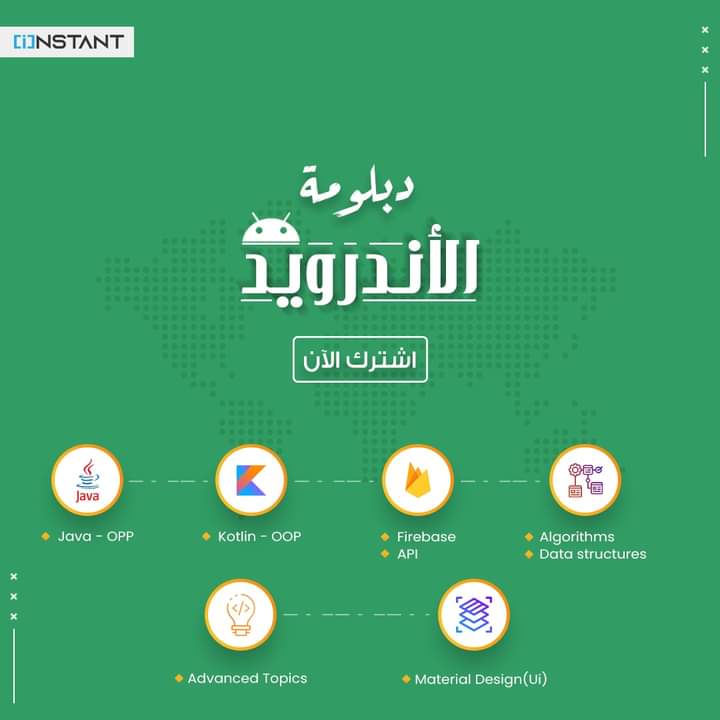 [i]NSTANT
دبلومة
الأندرويد
اشترك الآن
Java
Java - OPP
Kotlin - OOP
Firebase
API
Algorithms
Data structures
Advanced Topics
Material Design(Ui)